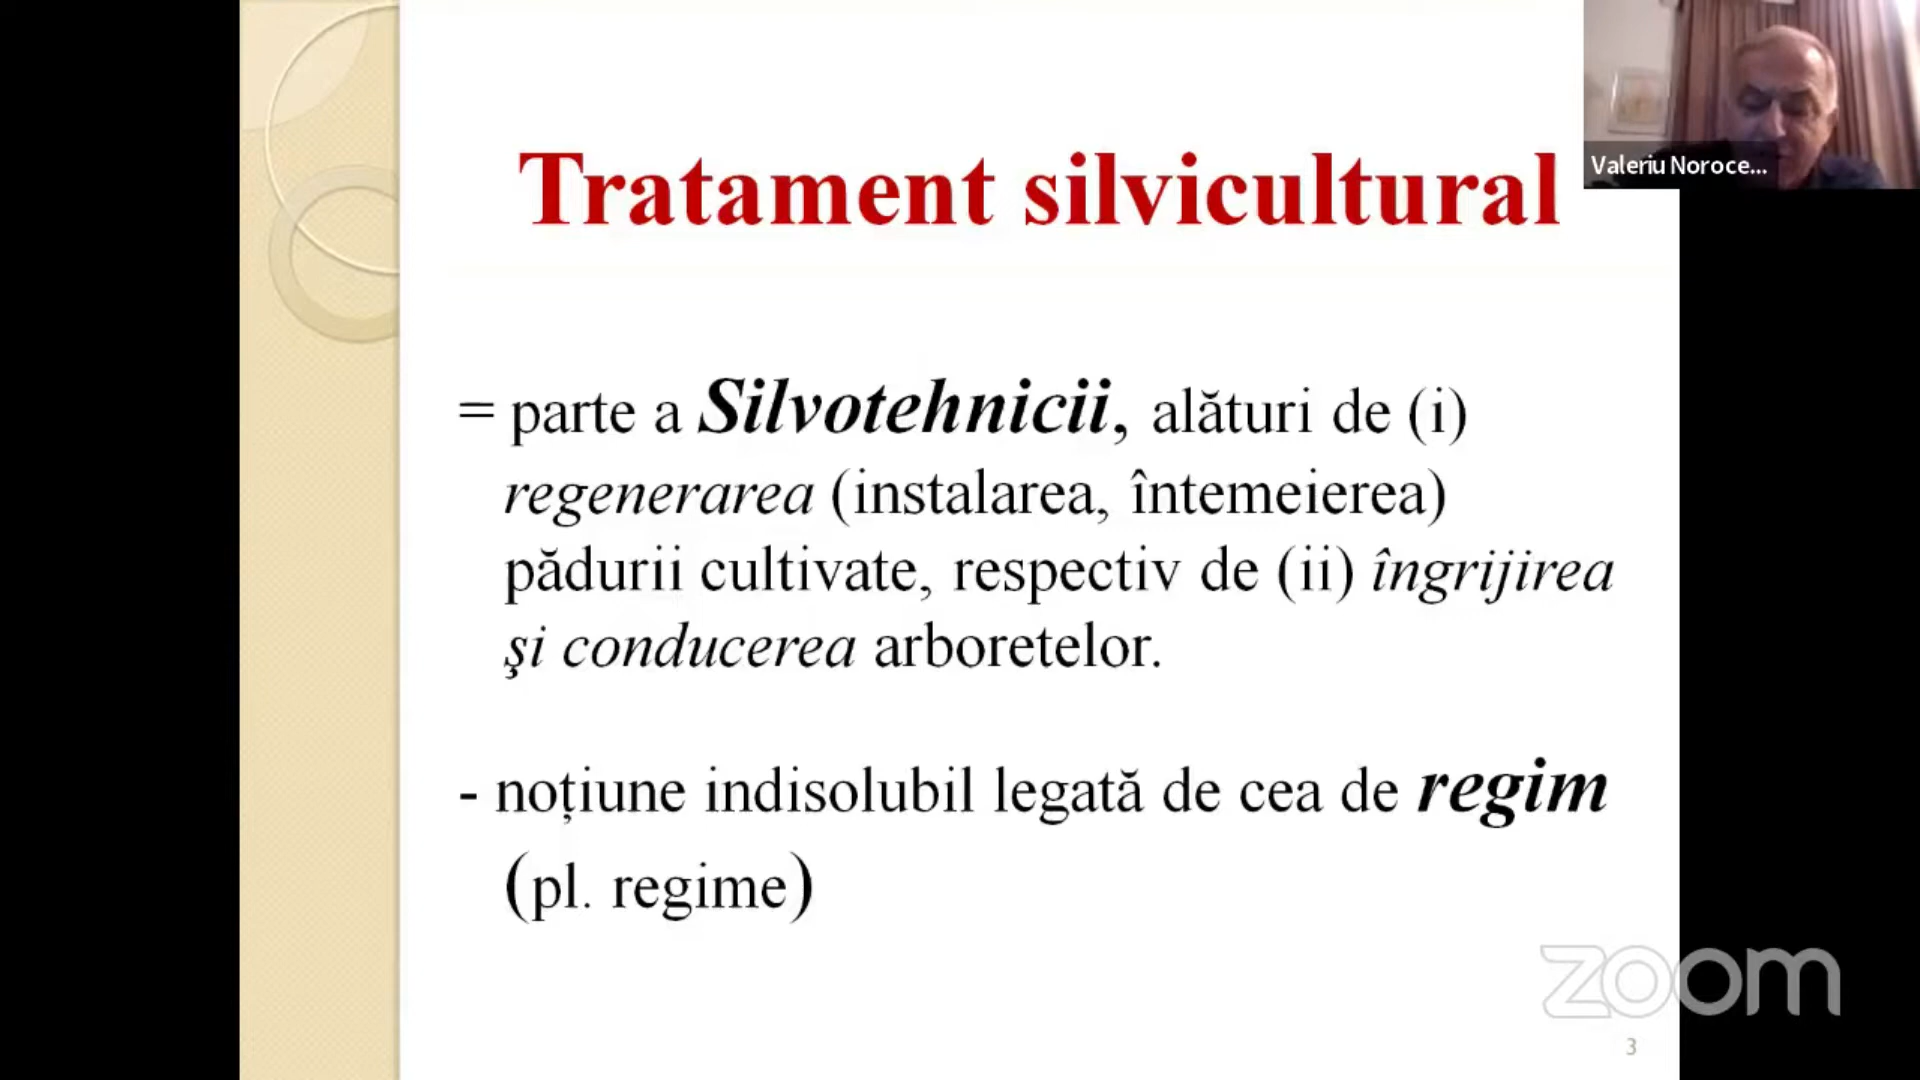 Tratament silvicultural
Valeriu Noroce...
= parte a Silvotehnicii, alături de (i)
regenerarea (instalarea, întemeierea)
pădurii cultivate, respectiv de (ii) îngrijirea
şi conducerea arboretelor.
- noțiune indisolubil legată de cea de regim
(pl. regime)
zoom
3